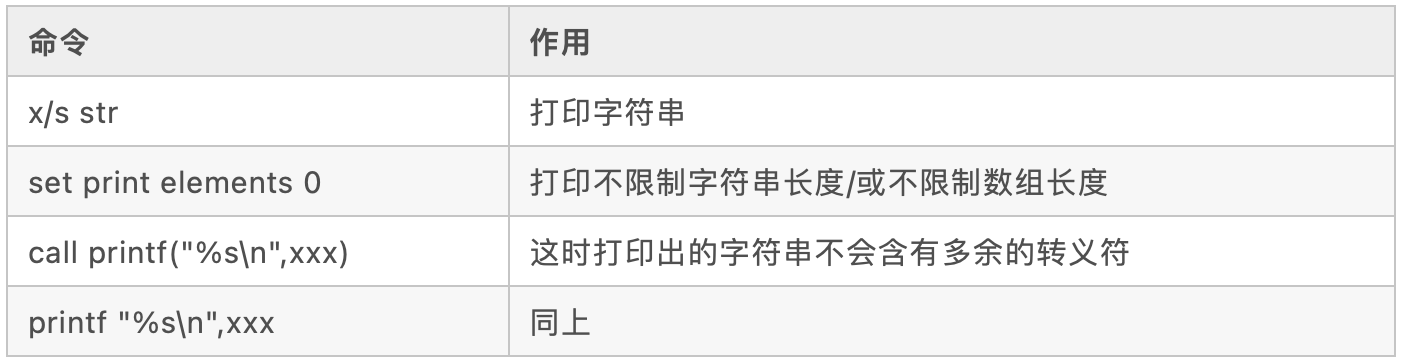 命令 作用
x/s str 打印字符串
set print elements 0 打印不限制字符串长度/或不限制数组长度
call printf("%s\n",xxx) 这时打印出的字符串不会含有多余的转义符
printf "%s\n",xxx 同上